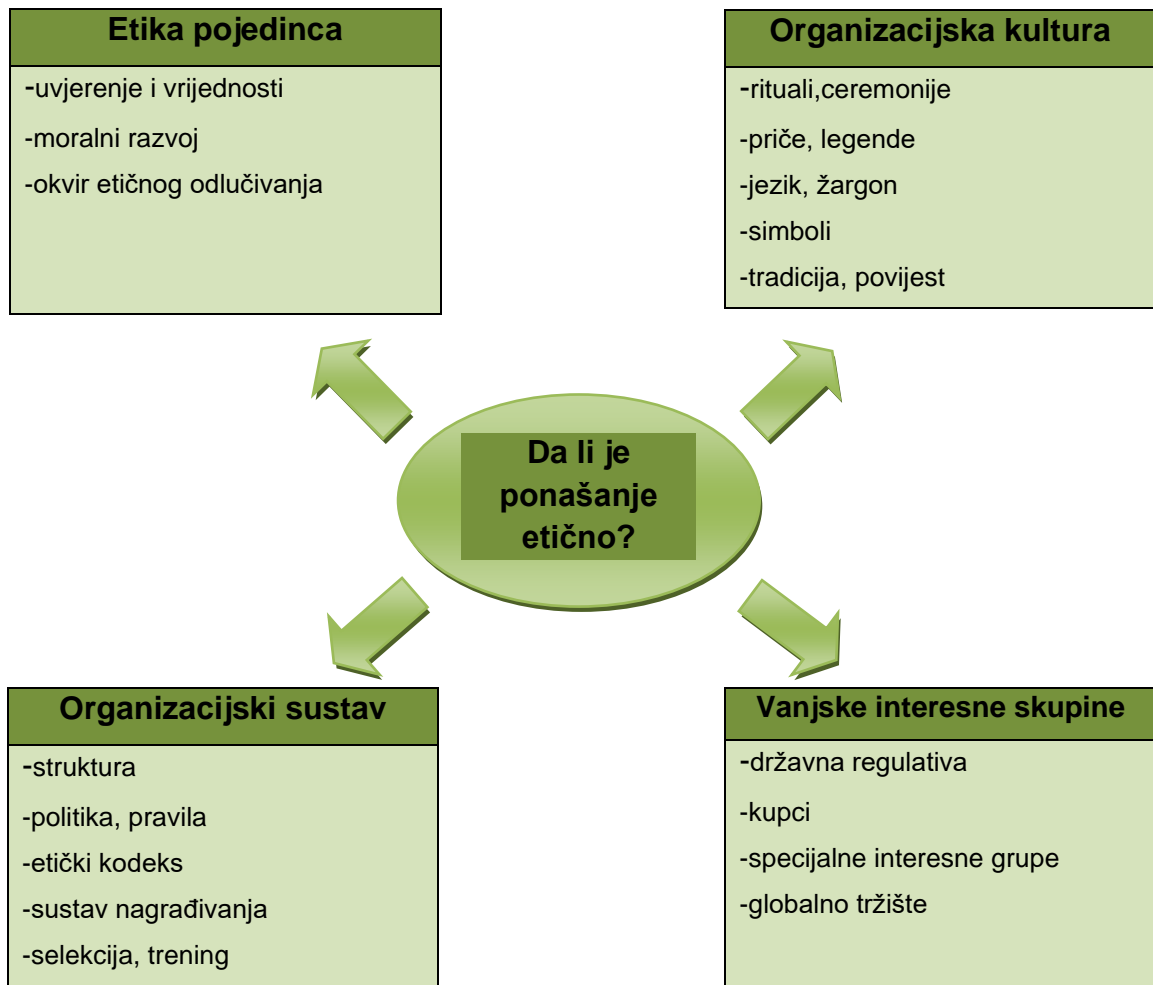 Etika pojedinca
-uvjerenje i vrijednosti
-moralni razvoj
-okvir etičnog odlučivanja
Organizacijska kultura
-rituali,ceremonije
-priče, legende
-jezik, žargon
-simboli
-tradicija, povijest
Da li je
ponašanje
etično?
Organizacijski sustav
-struktura
-politika, pravila
-etički kodeks
-sustav nagrađivanja
-selekcija, trening
Vanjske interesne skupine
-državna regulativa
-kupci
-specijalne interesne grupe
-globalno tržište